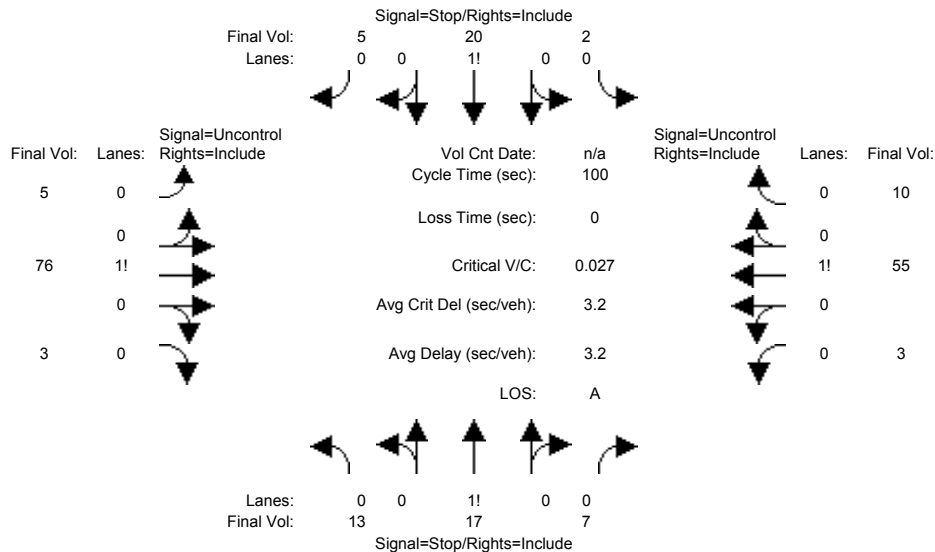 Signal=Stop/Rights=Include
Final Vol: 5 20 2
Lanes: 0 0 1! 0 0
Signal=Uncontrol
Final Vol: Lanes: Rights=Include
Vol Cnt Date: n/a
Signal=Uncontrol
Rights=Include Lanes: Final Vol:
Cycle Time (sec): 100
5 0
0 10
Loss Time (sec): 0
0
0
76 1!
Critical V/C: 0.027
1! 55
0
Avg Crit Del (sec/veh): 3.2
0
3 0
Avg Delay (sec/veh): 3.2
0 3
LOS: A
Lanes: 0 0 1! 0 0
Final Vol: 13 17 7
Signal=Stop/Rights=Include